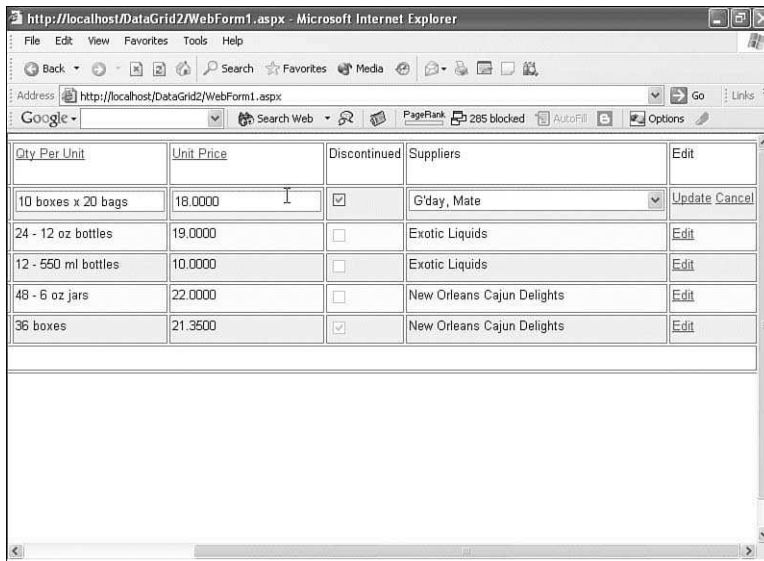 http://localhost/DataGrid2/WebForm1.aspx - Microsoft Internet Explorer
File Edit View Favorites Tools Help
Back Search Favorites Media
Address http://localhost/DataGrid2/WebForm1.aspx Go Links
Google Search Web PageRank 285 blocked AutoFill Options
Qty Per Unit Unit Price Discontinued Suppliers Edit
10 boxes x 20 bags 18.0000 G'day, Mate Update Cancel
24 - 12 oz bottles 19.0000 Exotic Liquids Edit
12 - 550 ml bottles 10.0000 Exotic Liquids Edit
48 - 6 oz jars 22.0000 New Orleans Cajun Delights Edit
36 boxes 21.3500 New Orleans Cajun Delights Edit